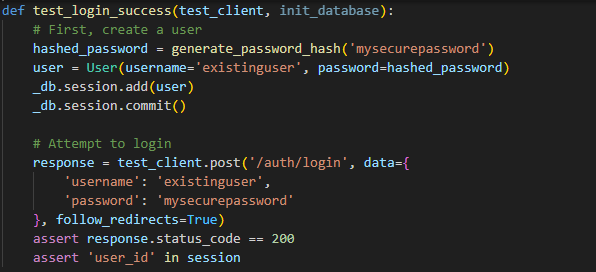 def test_login_success(test_client, init_database):
    # First, create a user
    hashed_password = generate_password_hash('mysecurepassword')
    user = User(username='existinguser', password=hashed_password)
    _db.session.add(user)
    _db.session.commit()

    # Attempt to login
    response = test_client.post('/auth/login', data={
        'username': 'existinguser',
        'password': 'mysecurepassword'
    }, follow_redirects=True)
    assert response.status_code == 200
    assert 'user_id' in session